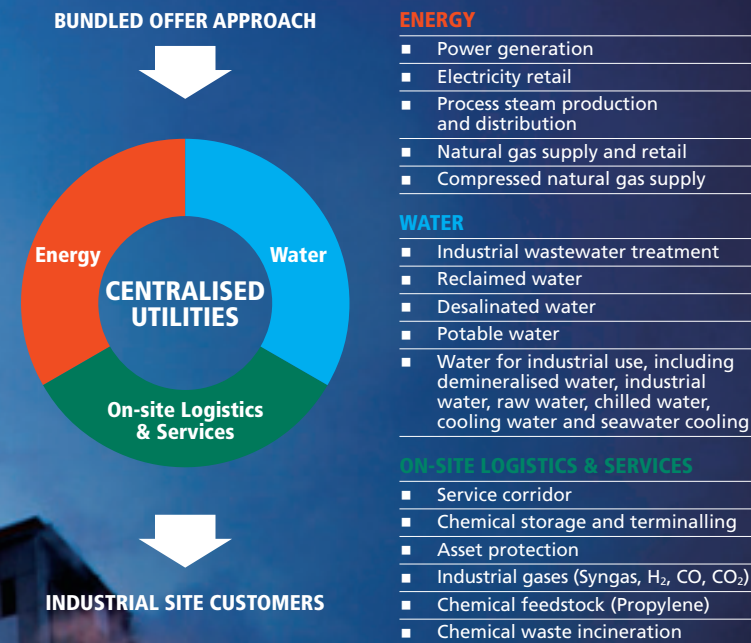 BUNDLED OFFER APPROACH
Energy
Water
CENTRALISED
UTILITIES
On-site Logistics
& Services
INDUSTRIAL SITE CUSTOMERS
ENERGY
■ Power generation
■ Electricity retail
■ Process steam production
and distribution
■ Natural gas supply and retail
■ Compressed natural gas supply
WATER
■ Industrial wastewater treatment
■ Reclaimed water
■ Desalinated water
■ Potable water
■ Water for industrial use, including
demineralised water, industrial
water, raw water, chilled water,
cooling water and seawater cooling
ON-SITE LOGISTICS & SERVICES
■ Service corridor
■ Chemical storage and terminalling
■ Asset protection
■ Industrial gases (Syngas, H₂, CO, CO₂)
■ Chemical feedstock (Propylene)
■ Chemical waste incineration